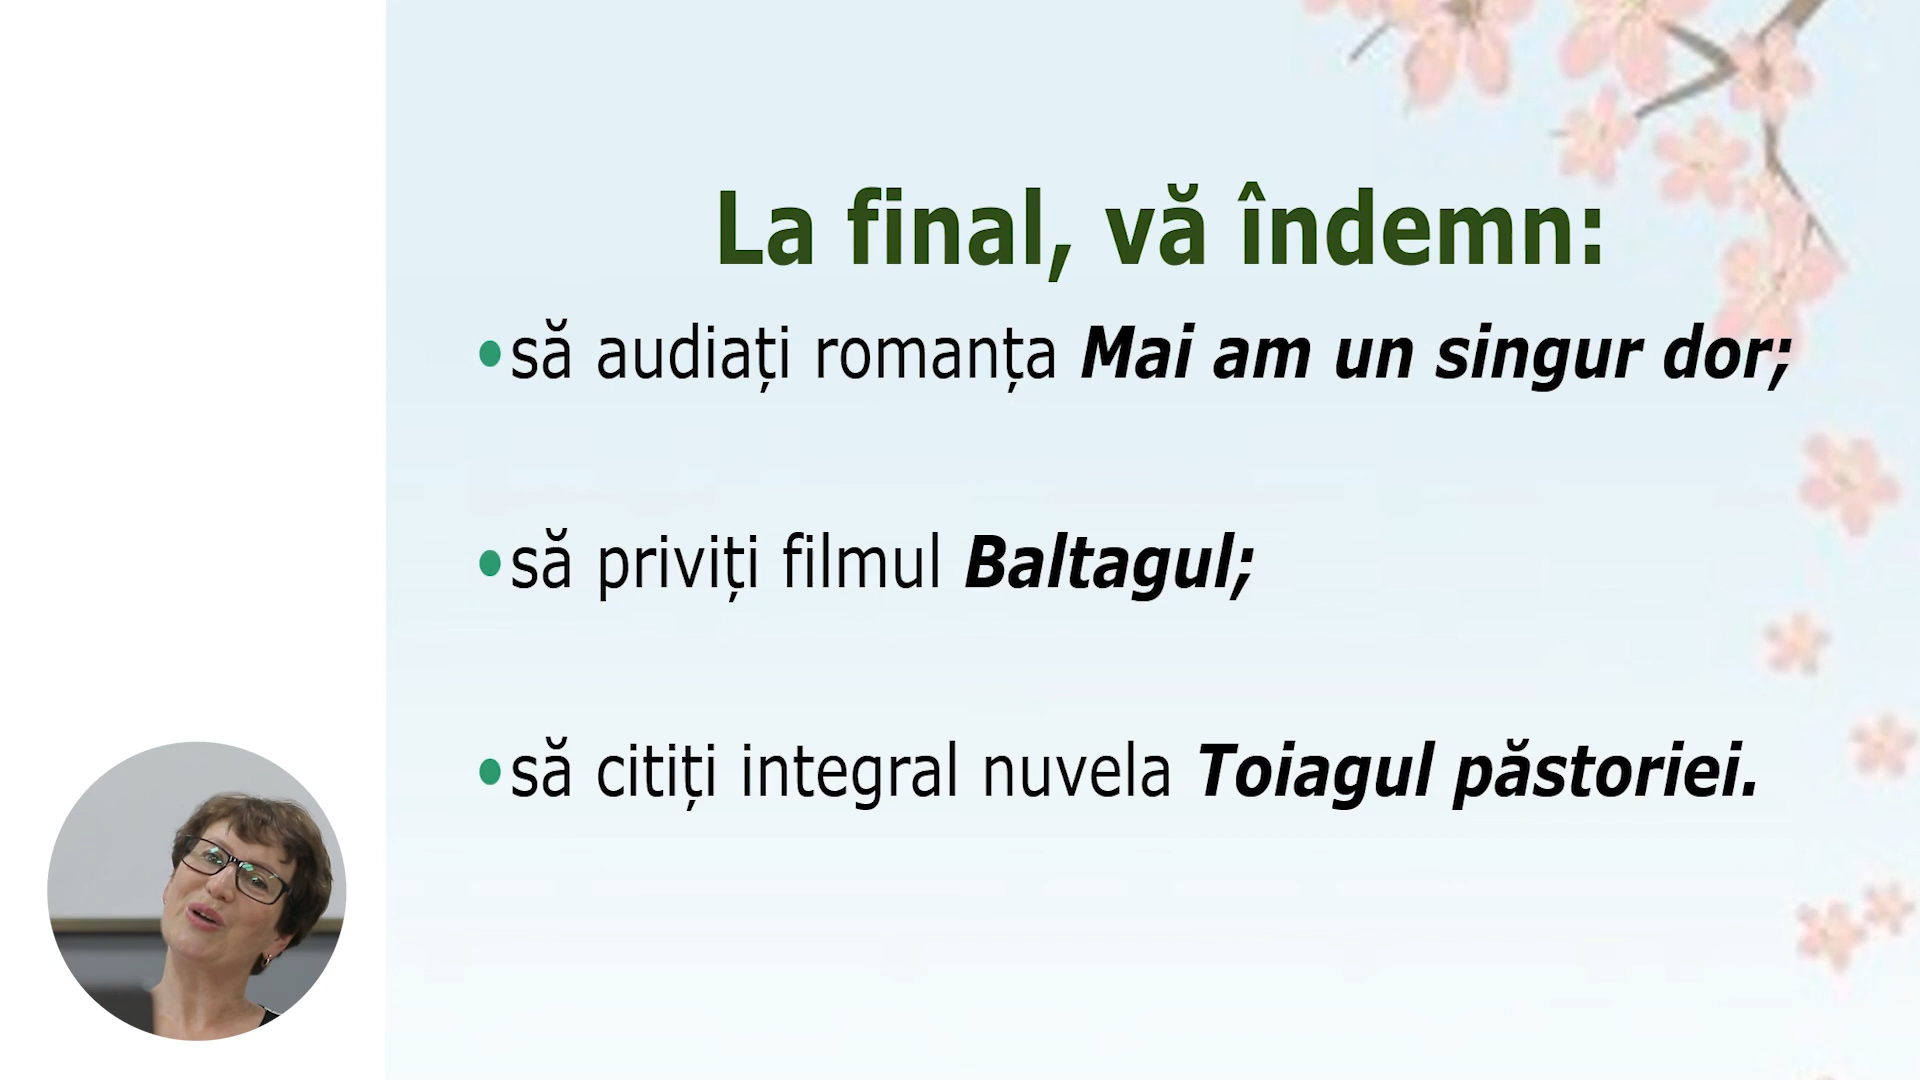 La final, vă îndemn:
•să audiați romanța Mai am un singur dor;
•să priviți filmul Baltagul;
•să citiți integral nuvela Toiagul păstoriei.